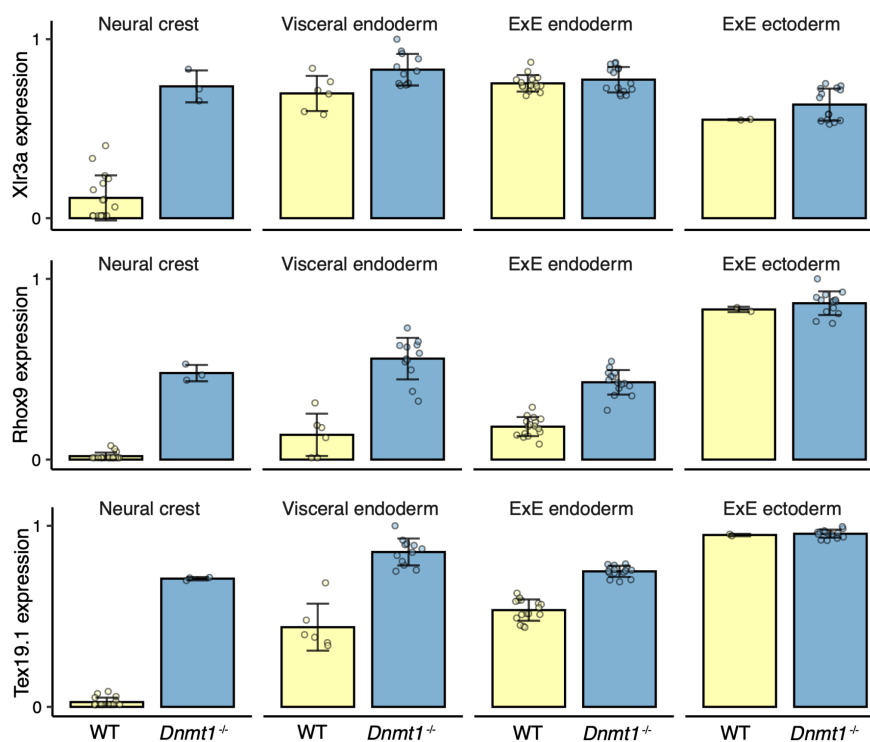 Neural crest Visceral endoderm ExE endoderm ExE ectoderm
1
Xlr3a expression
0
Neural crest Visceral endoderm ExE endoderm ExE ectoderm
1
Rhox9 expression
0
Neural crest Visceral endoderm ExE endoderm ExE ectoderm
1
Tex19.1 expression
0
WT Dnmt1-/- WT Dnmt1-/- WT Dnmt1-/- WT Dnmt1-/-